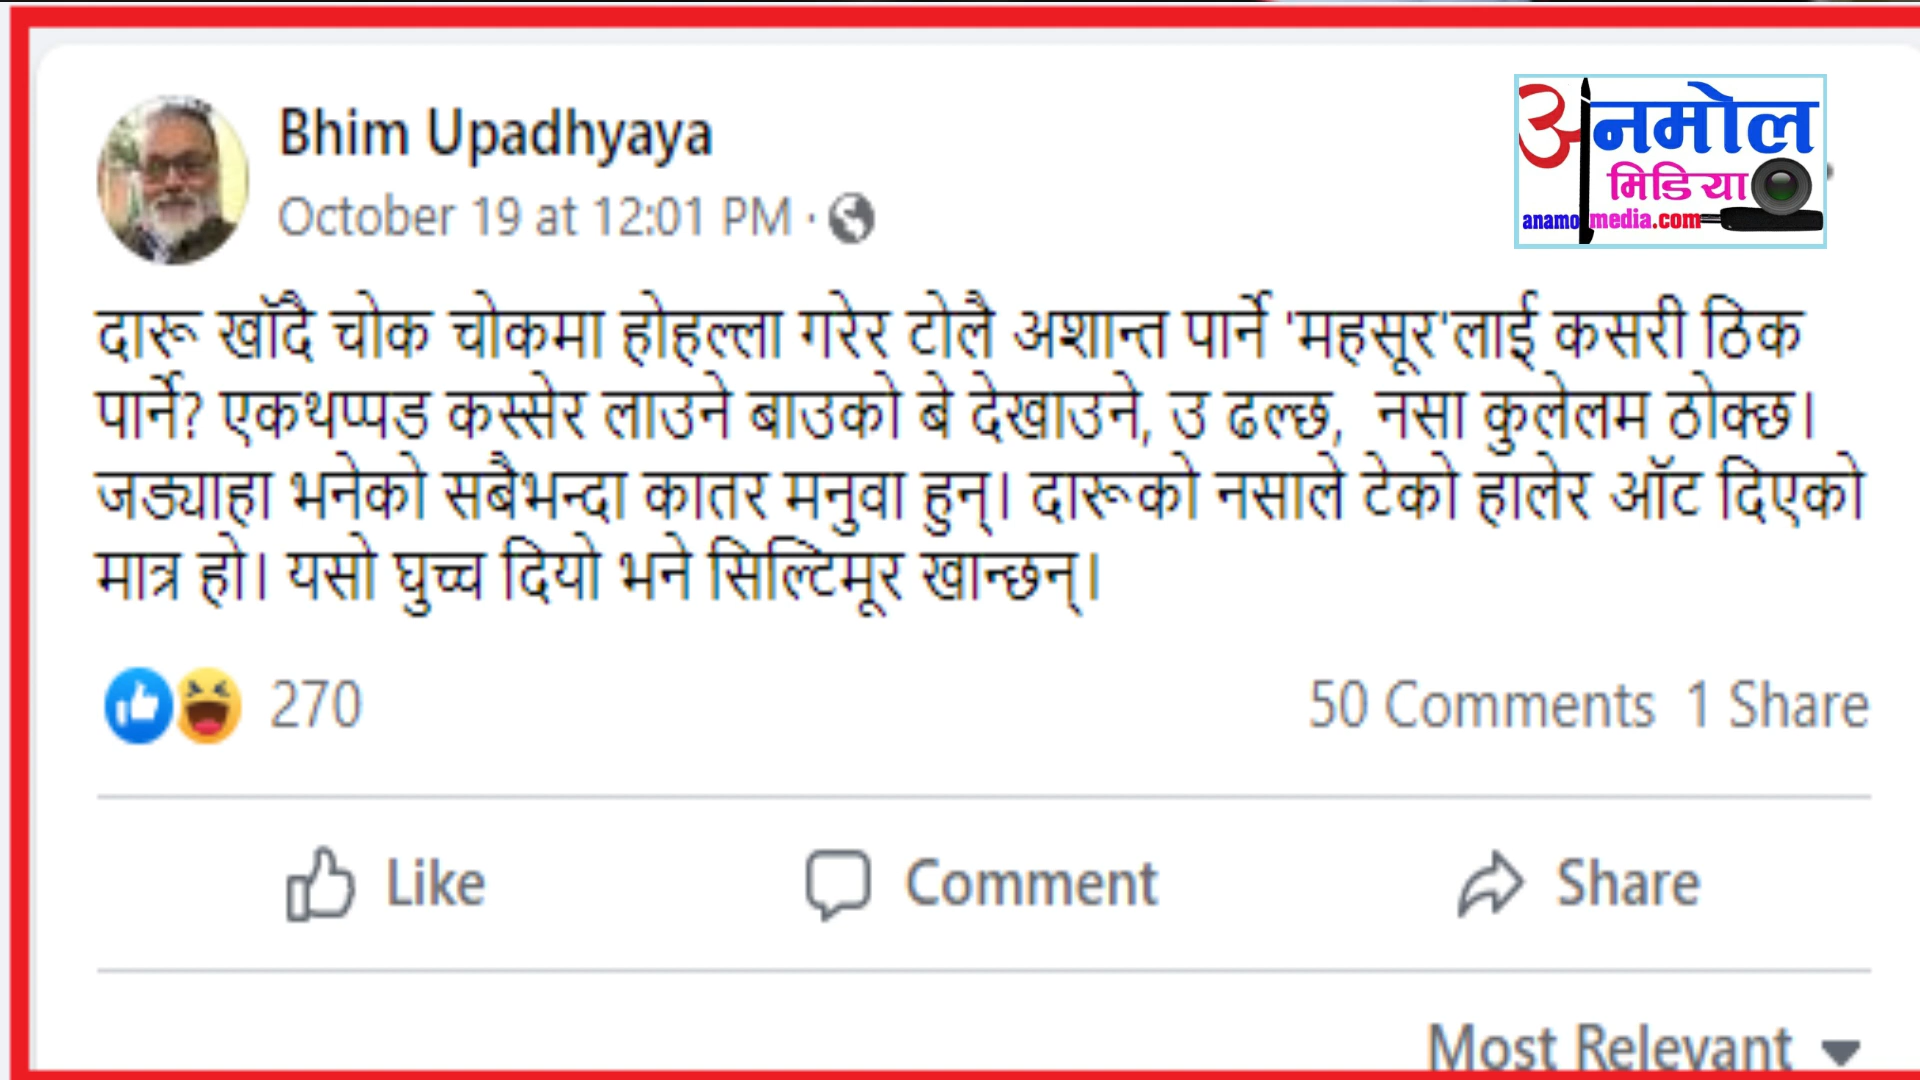 Bhim Upadhyaya
October 19 at 12:01 PM ·
अनमोल
मिडिया
anamolmedia.com
दारू खाँदै चोक चोकमा होहल्ला गरेर टोलै अशान्त पार्ने 'महसूर'लाई कसरी ठिक
पार्ने? एकथप्पड कस्सेर लाउने बाउको बे देखाउने, उ ढल्छ, नसा कुलेलम ठोक्छ।
जड्याहा भनेको सबैभन्दा कातर मनुवा हुन्। दारूको नसाले टेको हालेर आँट दिएको
मात्र हो। यसो घुच्च दियो भने सिल्टिमूर खान्छन्।
270
50 Comments 1 Share
Like Comment Share
Most Relevant